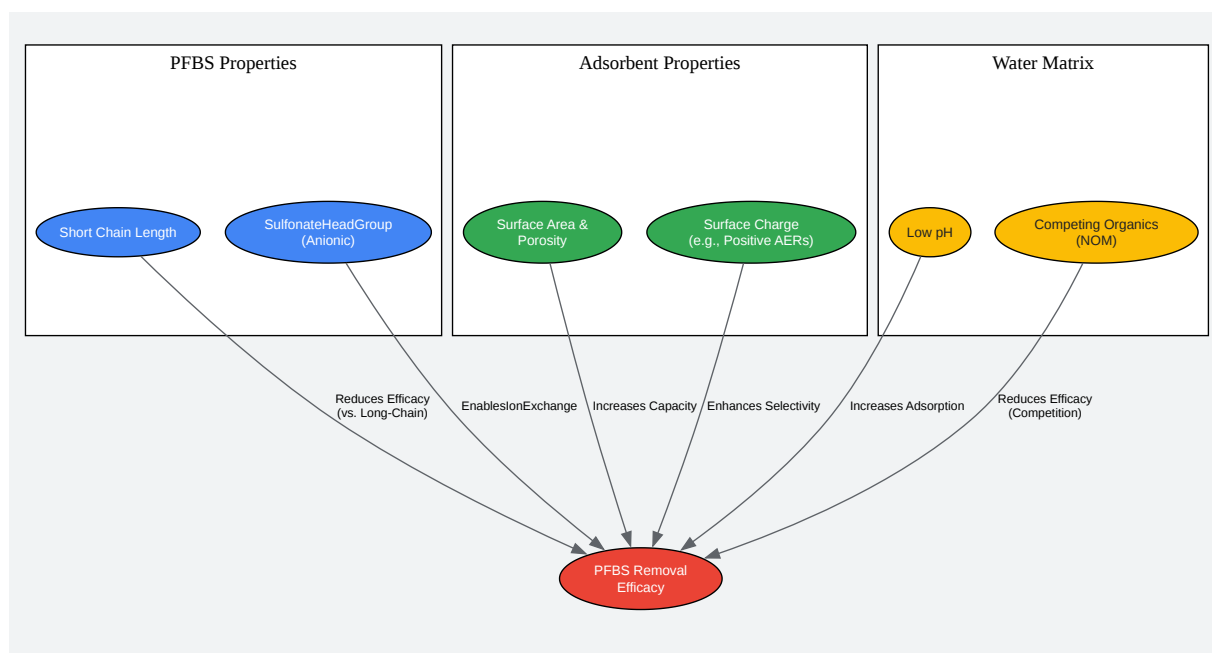 PFBS Properties
Adsorbent Properties
Water Matrix
Short Chain Length
SulfonateHeadGroup
(Anionic)
Surface Area &
Porosity
Surface Charge
(e.g., Positive AERs)
Low pH
Competing Organics
(NOM)
Reduces Efficacy
(vs. Long-Chain)
EnablesIonExchange
Increases Capacity
Enhances Selectivity
Increases Adsorption
Reduces Efficacy
(Competition)
PFBS Removal
Efficacy